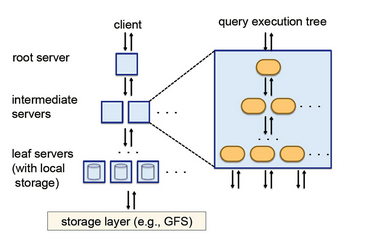 client
query execution tree
root server
intermediate
servers
. . .
. . .
. . .
. . .
leaf servers
(with local
storage)
. . .
. . .
storage layer (e.g., GFS)